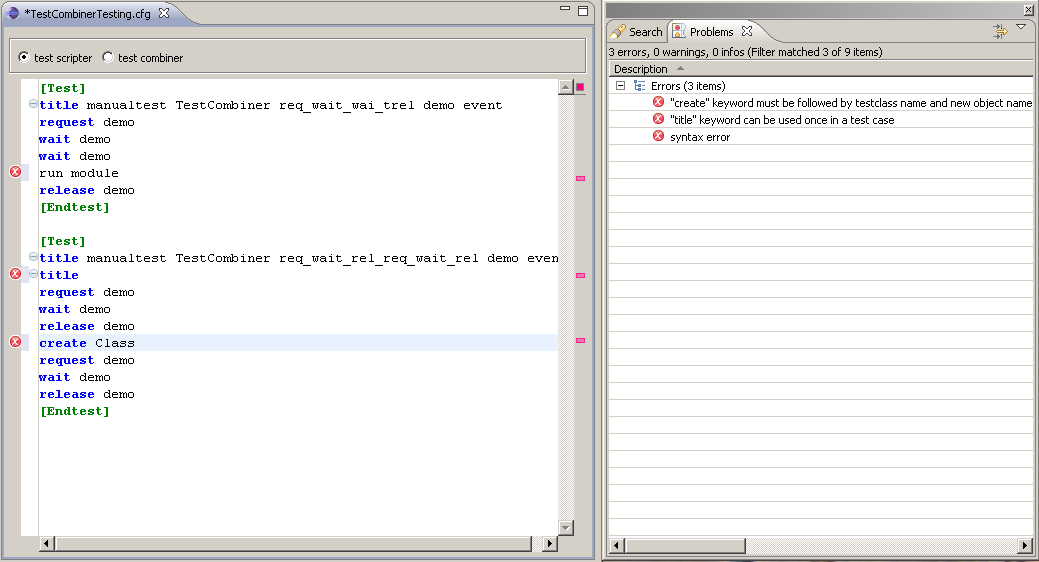 *TestCombinerTesting.cfg
test scripter test combiner
[Test]
title manualtest TestCombiner req_wait_wai_trel demo event
request demo
wait demo
wait demo
run module
release demo
[Endtest]
[Test]
title manualtest TestCombiner req_wait_rel_req_wait_rel demo even
title
request demo
wait demo
release demo
create Class
request demo
wait demo
release demo
[Endtest]
Search Problems
3 errors, 0 warnings, 0 infos (Filter matched 3 of 9 items)
Description
Errors (3 items)
"create" keyword must be followed by testclass name and new object name
"title" keyword can be used once in a test case
syntax error